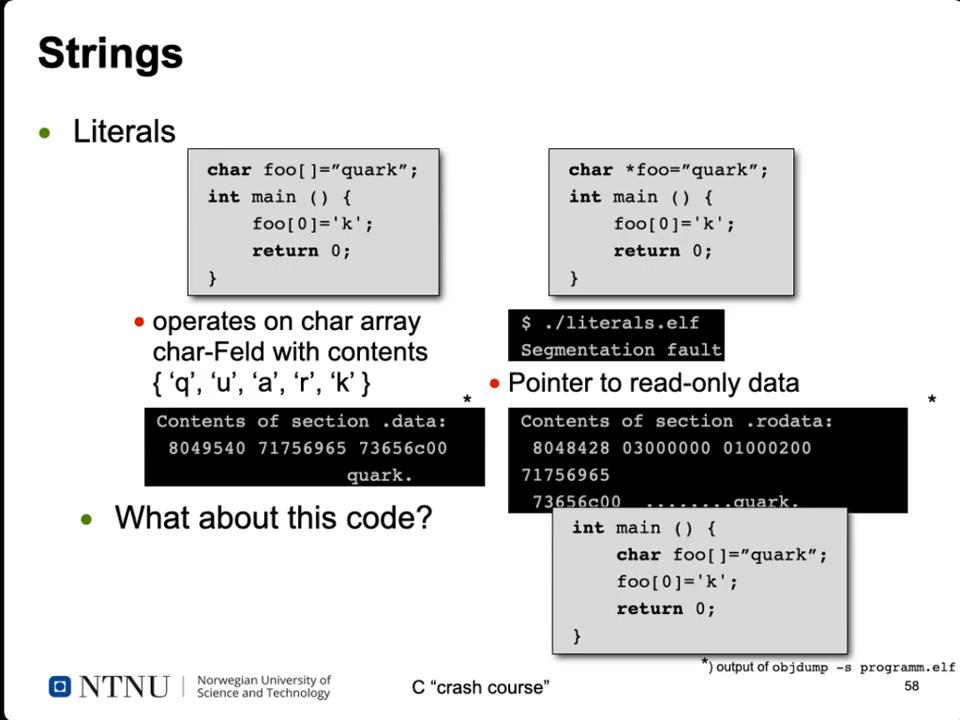 Strings
• Literals
char foo[]=”quark”;
int main () {
foo[0]='k';
return 0;
}
char *foo=”quark”;
int main () {
foo[0]='k';
return 0;
}
• operates on char array
char-Feld with contents
{ ‘q’, ‘u’, ‘a’, ‘r’, ‘k’ }
*
Contents of section .data:
8049540 71756965 73656c00
quark.
$ ./literals.elf
Segmentation fault
• Pointer to read-only data
*
Contents of section .rodata:
8048428 03000000 01000200
71756965
73656c00 ........quark.
• What about this code?
int main () {
char foo[]=”quark”;
foo[0]='k';
return 0;
}
*) output of objdump -s programm.elf
NTNU
Norwegian University of
Science and Technology
C “crash course”
58